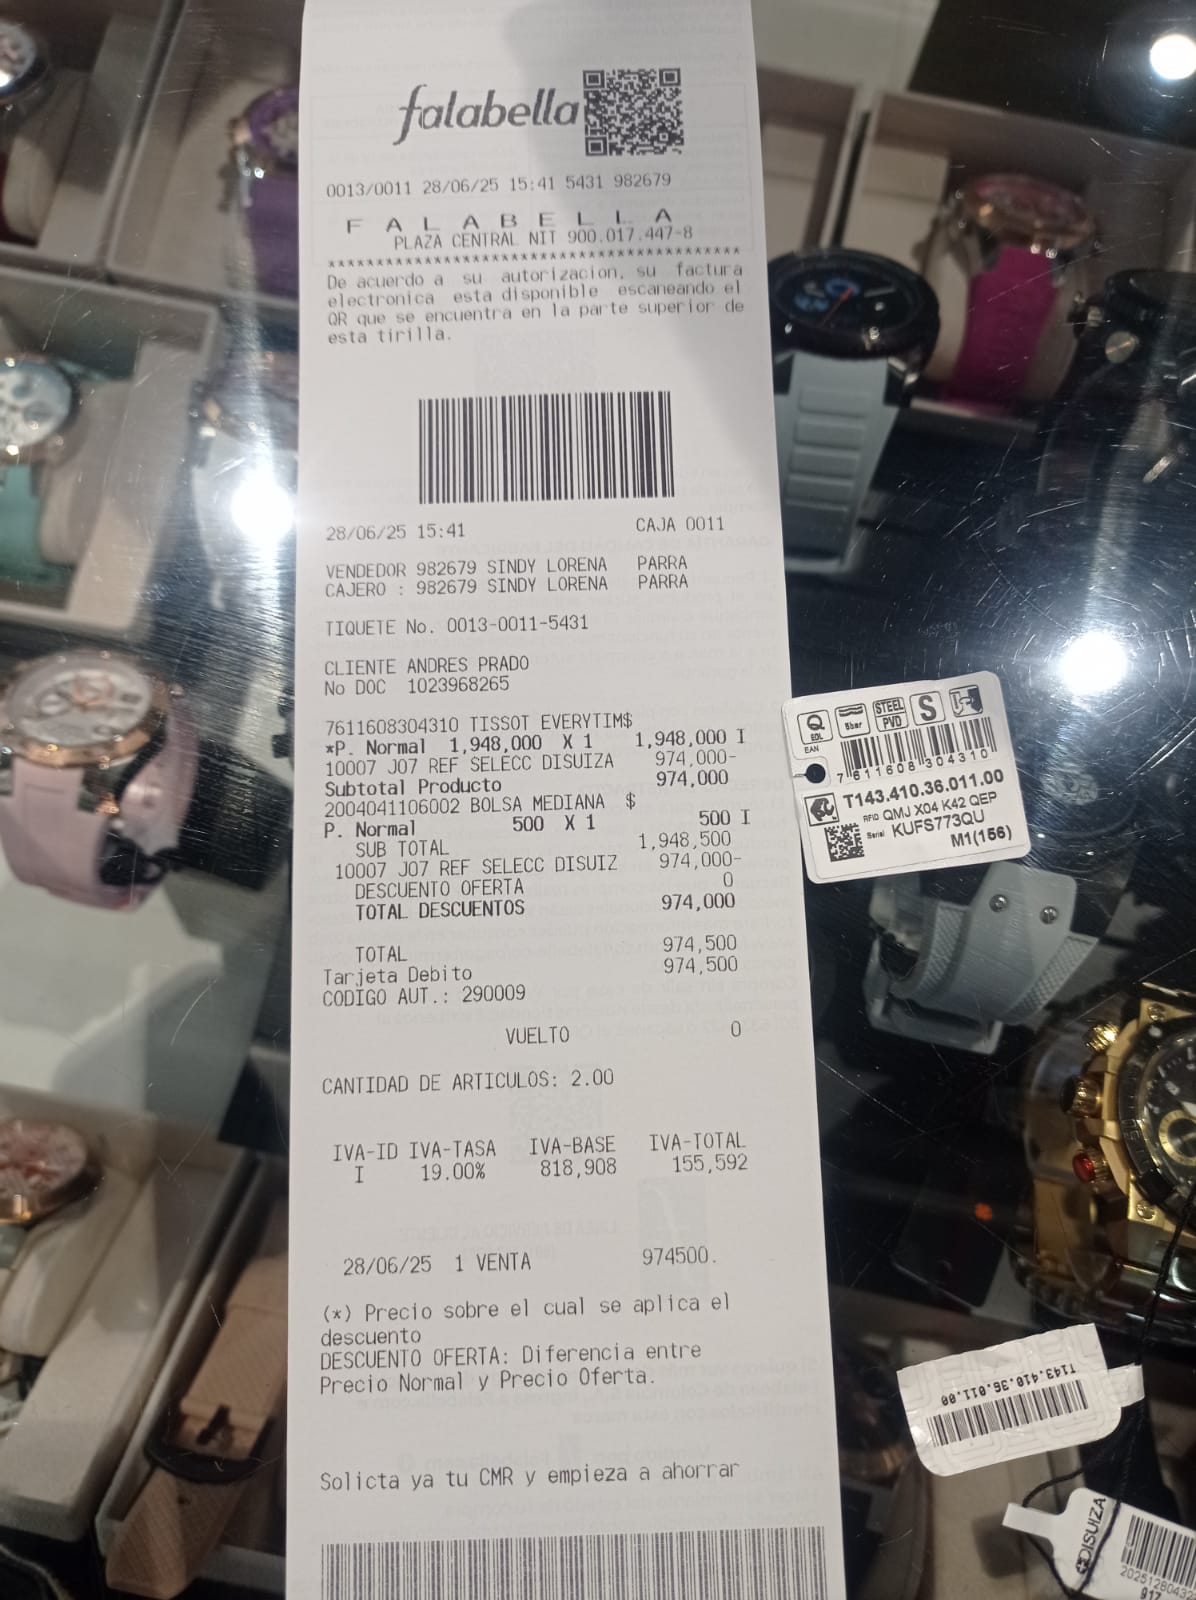 falabella
0013/0011 28/06/25 15:41 5431 982679
F A L A B E L L A
PLAZA CENTRAL NIT 900.017.447-8
******************************************
De acuerdo a su autorizacion, su factura
electronica esta disponible escaneando el
QR que se encuentra en la parte superior de
esta tirilla.
28/06/25 15:41 CAJA 0011
VENDEDOR 982679 SINDY LORENA PARRA
CAJERO : 982679 SINDY LORENA PARRA
TIQUETE No. 0013-0011-5431
CLIENTE ANDRES PRADO
No DOC 1023968265
7611608304310 TISSOT EVERYTIM$
*P. Normal 1,948,000 X 1 1,948,000 I
10007 J07 REF SELECC DISUIZA 974,000-
Subtotal Producto 974,000
2004041106002 BOLSA MEDIANA $
P. Normal 500 X 1 500 I
SUB TOTAL 1,948,500
10007 J07 REF SELECC DISUIZ 974,000-
DESCUENTO OFERTA 0
TOTAL DESCUENTOS 974,000
TOTAL 974,500
Tarjeta Debito 974,500
CODIGO AUT.: 290009
VUELTO 0
CANTIDAD DE ARTICULOS: 2.00
IVA-ID IVA-TASA IVA-BASE IVA-TOTAL
I 19.00% 818,908 155,592
28/06/25 1 VENTA 974500.
(*) Precio sobre el cual se aplica el
descuento
DESCUENTO OFERTA: Diferencia entre
Precio Normal y Precio Oferta.
Solicta ya tu CMR y empieza a ahorrar
Q EOL 5bar STEEL PVD S
EAN
7 611608 304310
T143.410.36.011.00
RFID QMJ X04 K42 QEP
Serial KUFS773QU
M1(156)
T143.410.36.011.00
DISUIZA